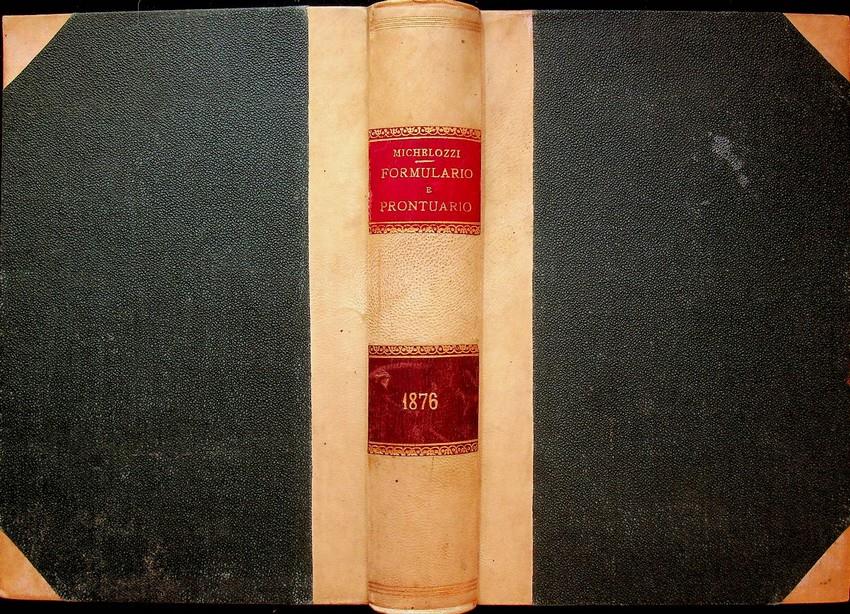 MICHELOZZI
FORMULARIO
E
PRONTUARIO
1876